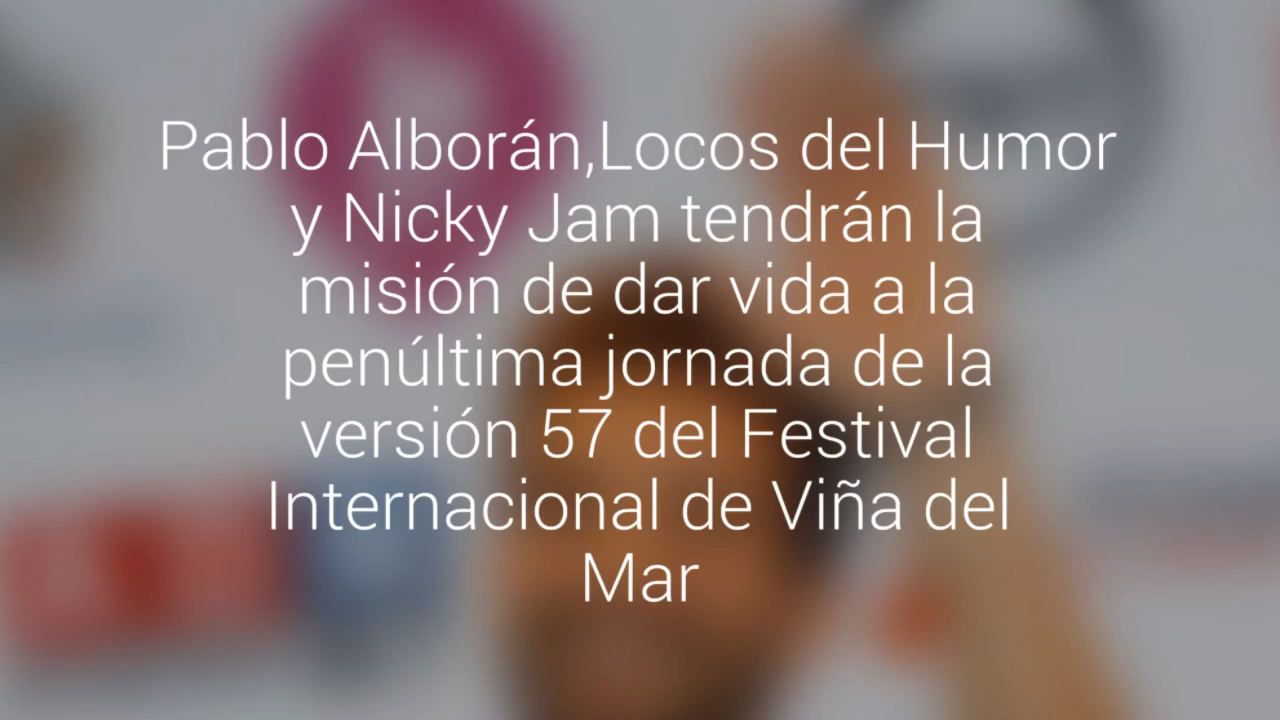 Pablo Alborán,Locos del Humor
y Nicky Jam tendrán la
misión de dar vida a la
penúltima jornada de la
versión 57 del Festival
Internacional de Viña del
Mar